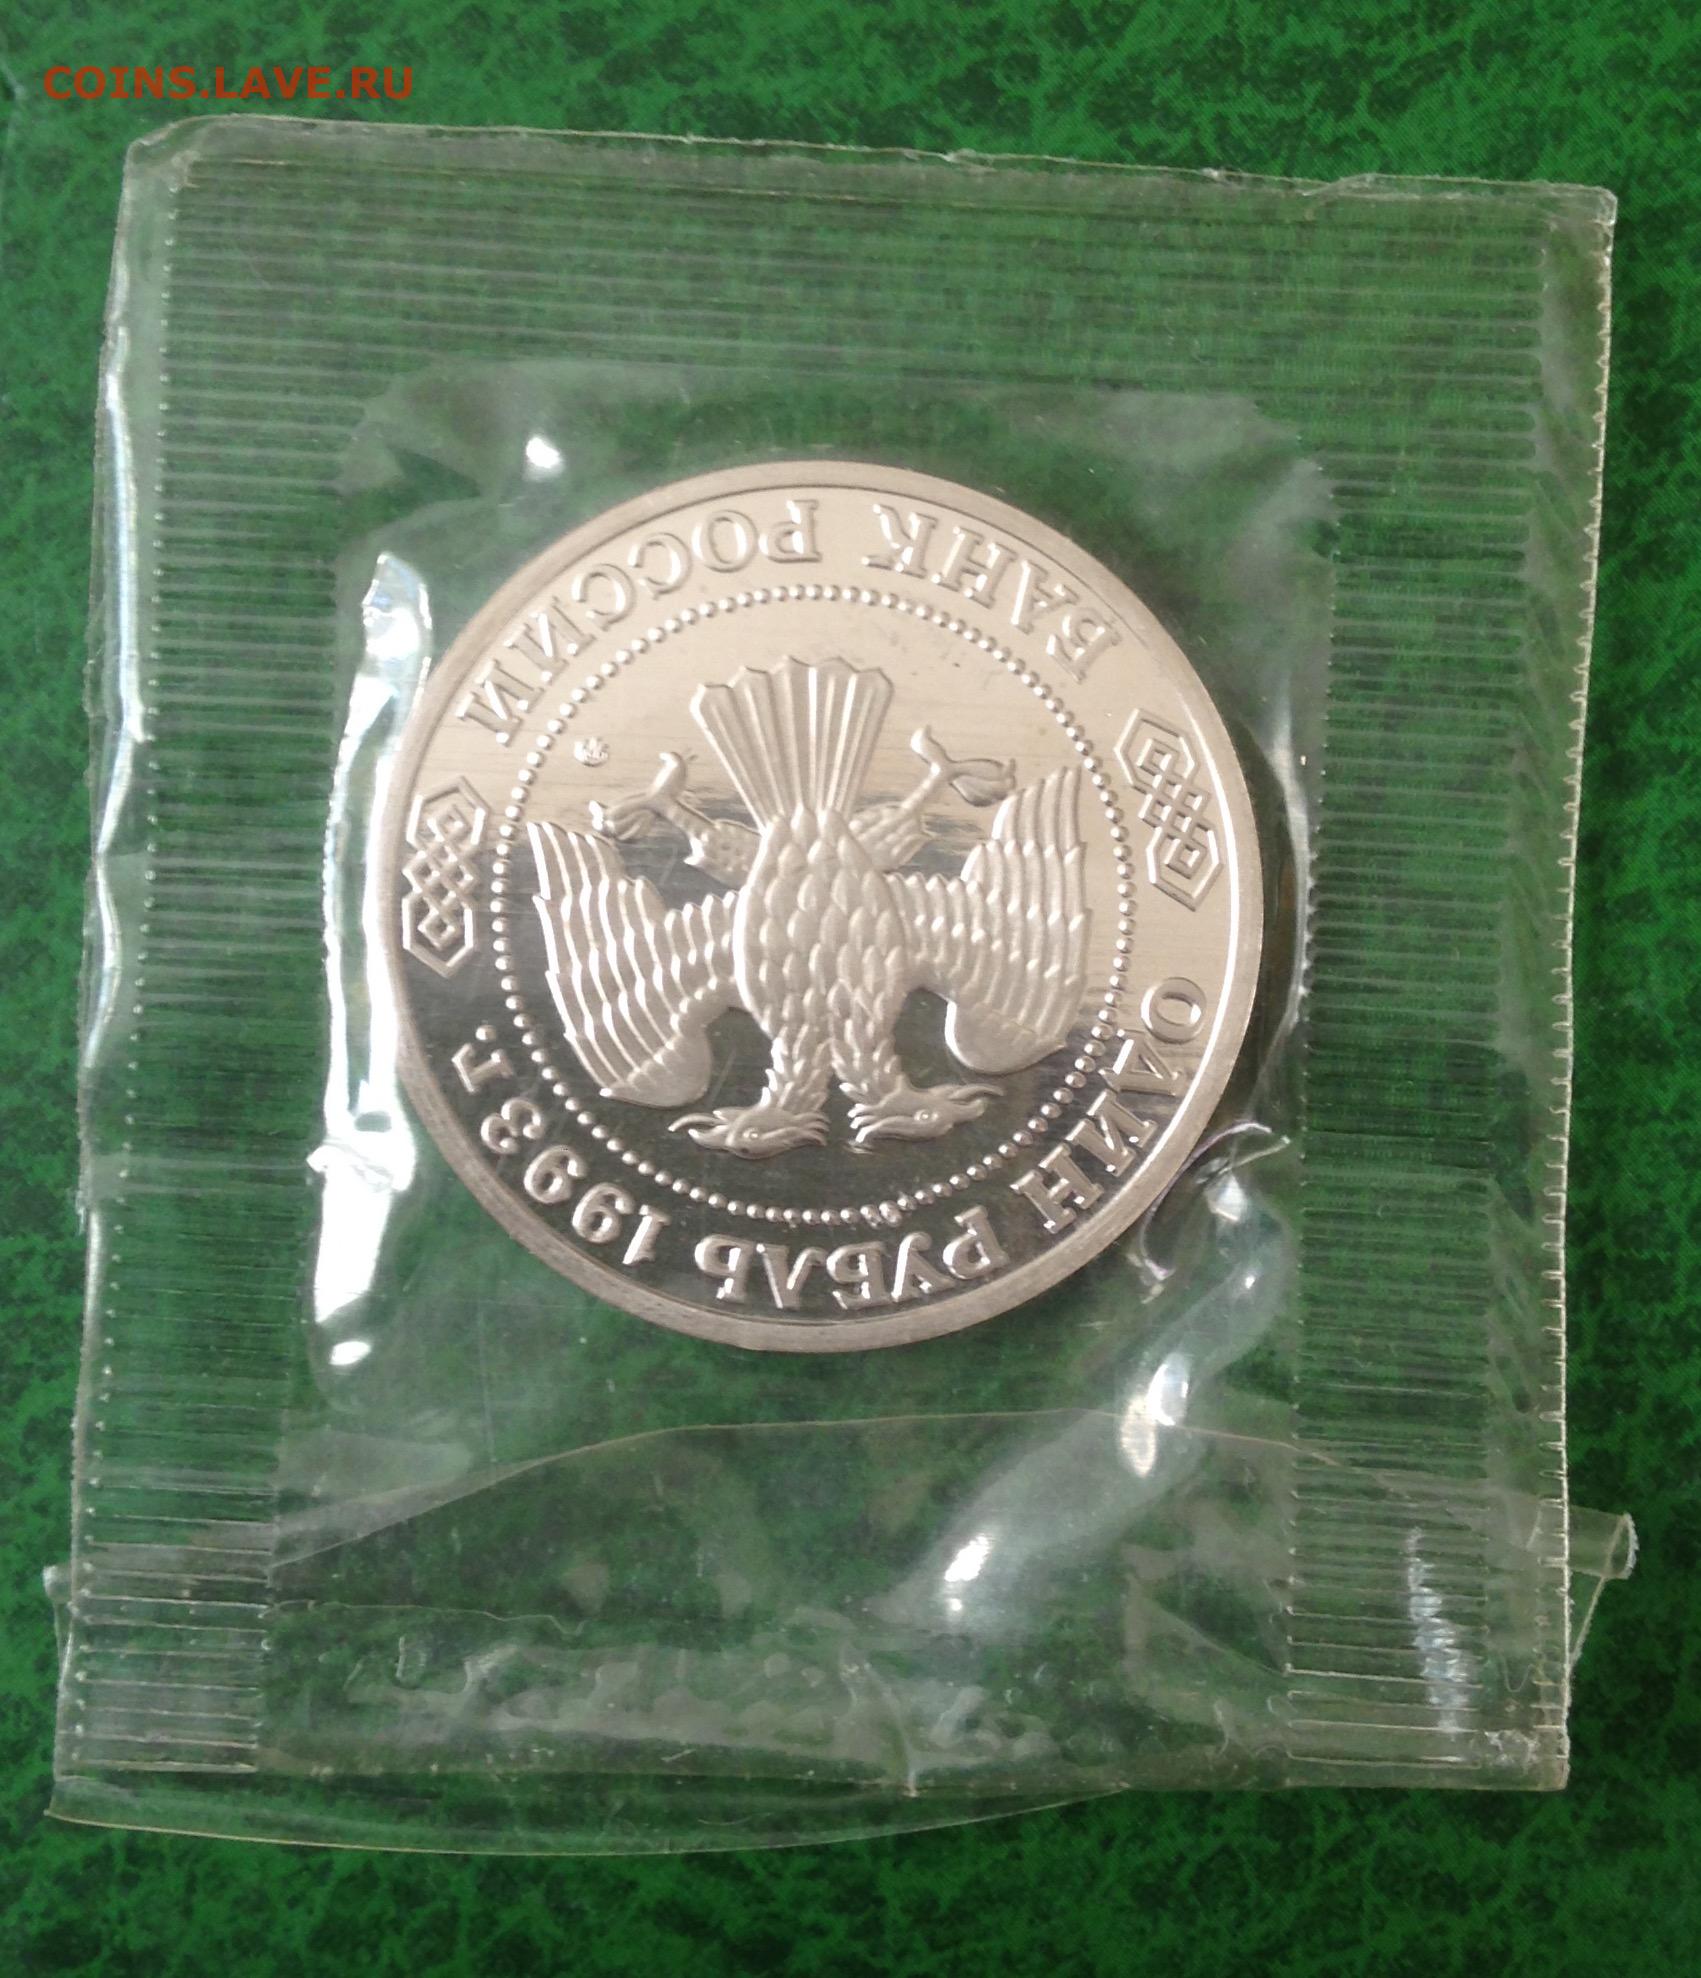 COINS.LAVE.RU
БАНК РОССИИ
ОДИН РУБЛЬ 1993 г.